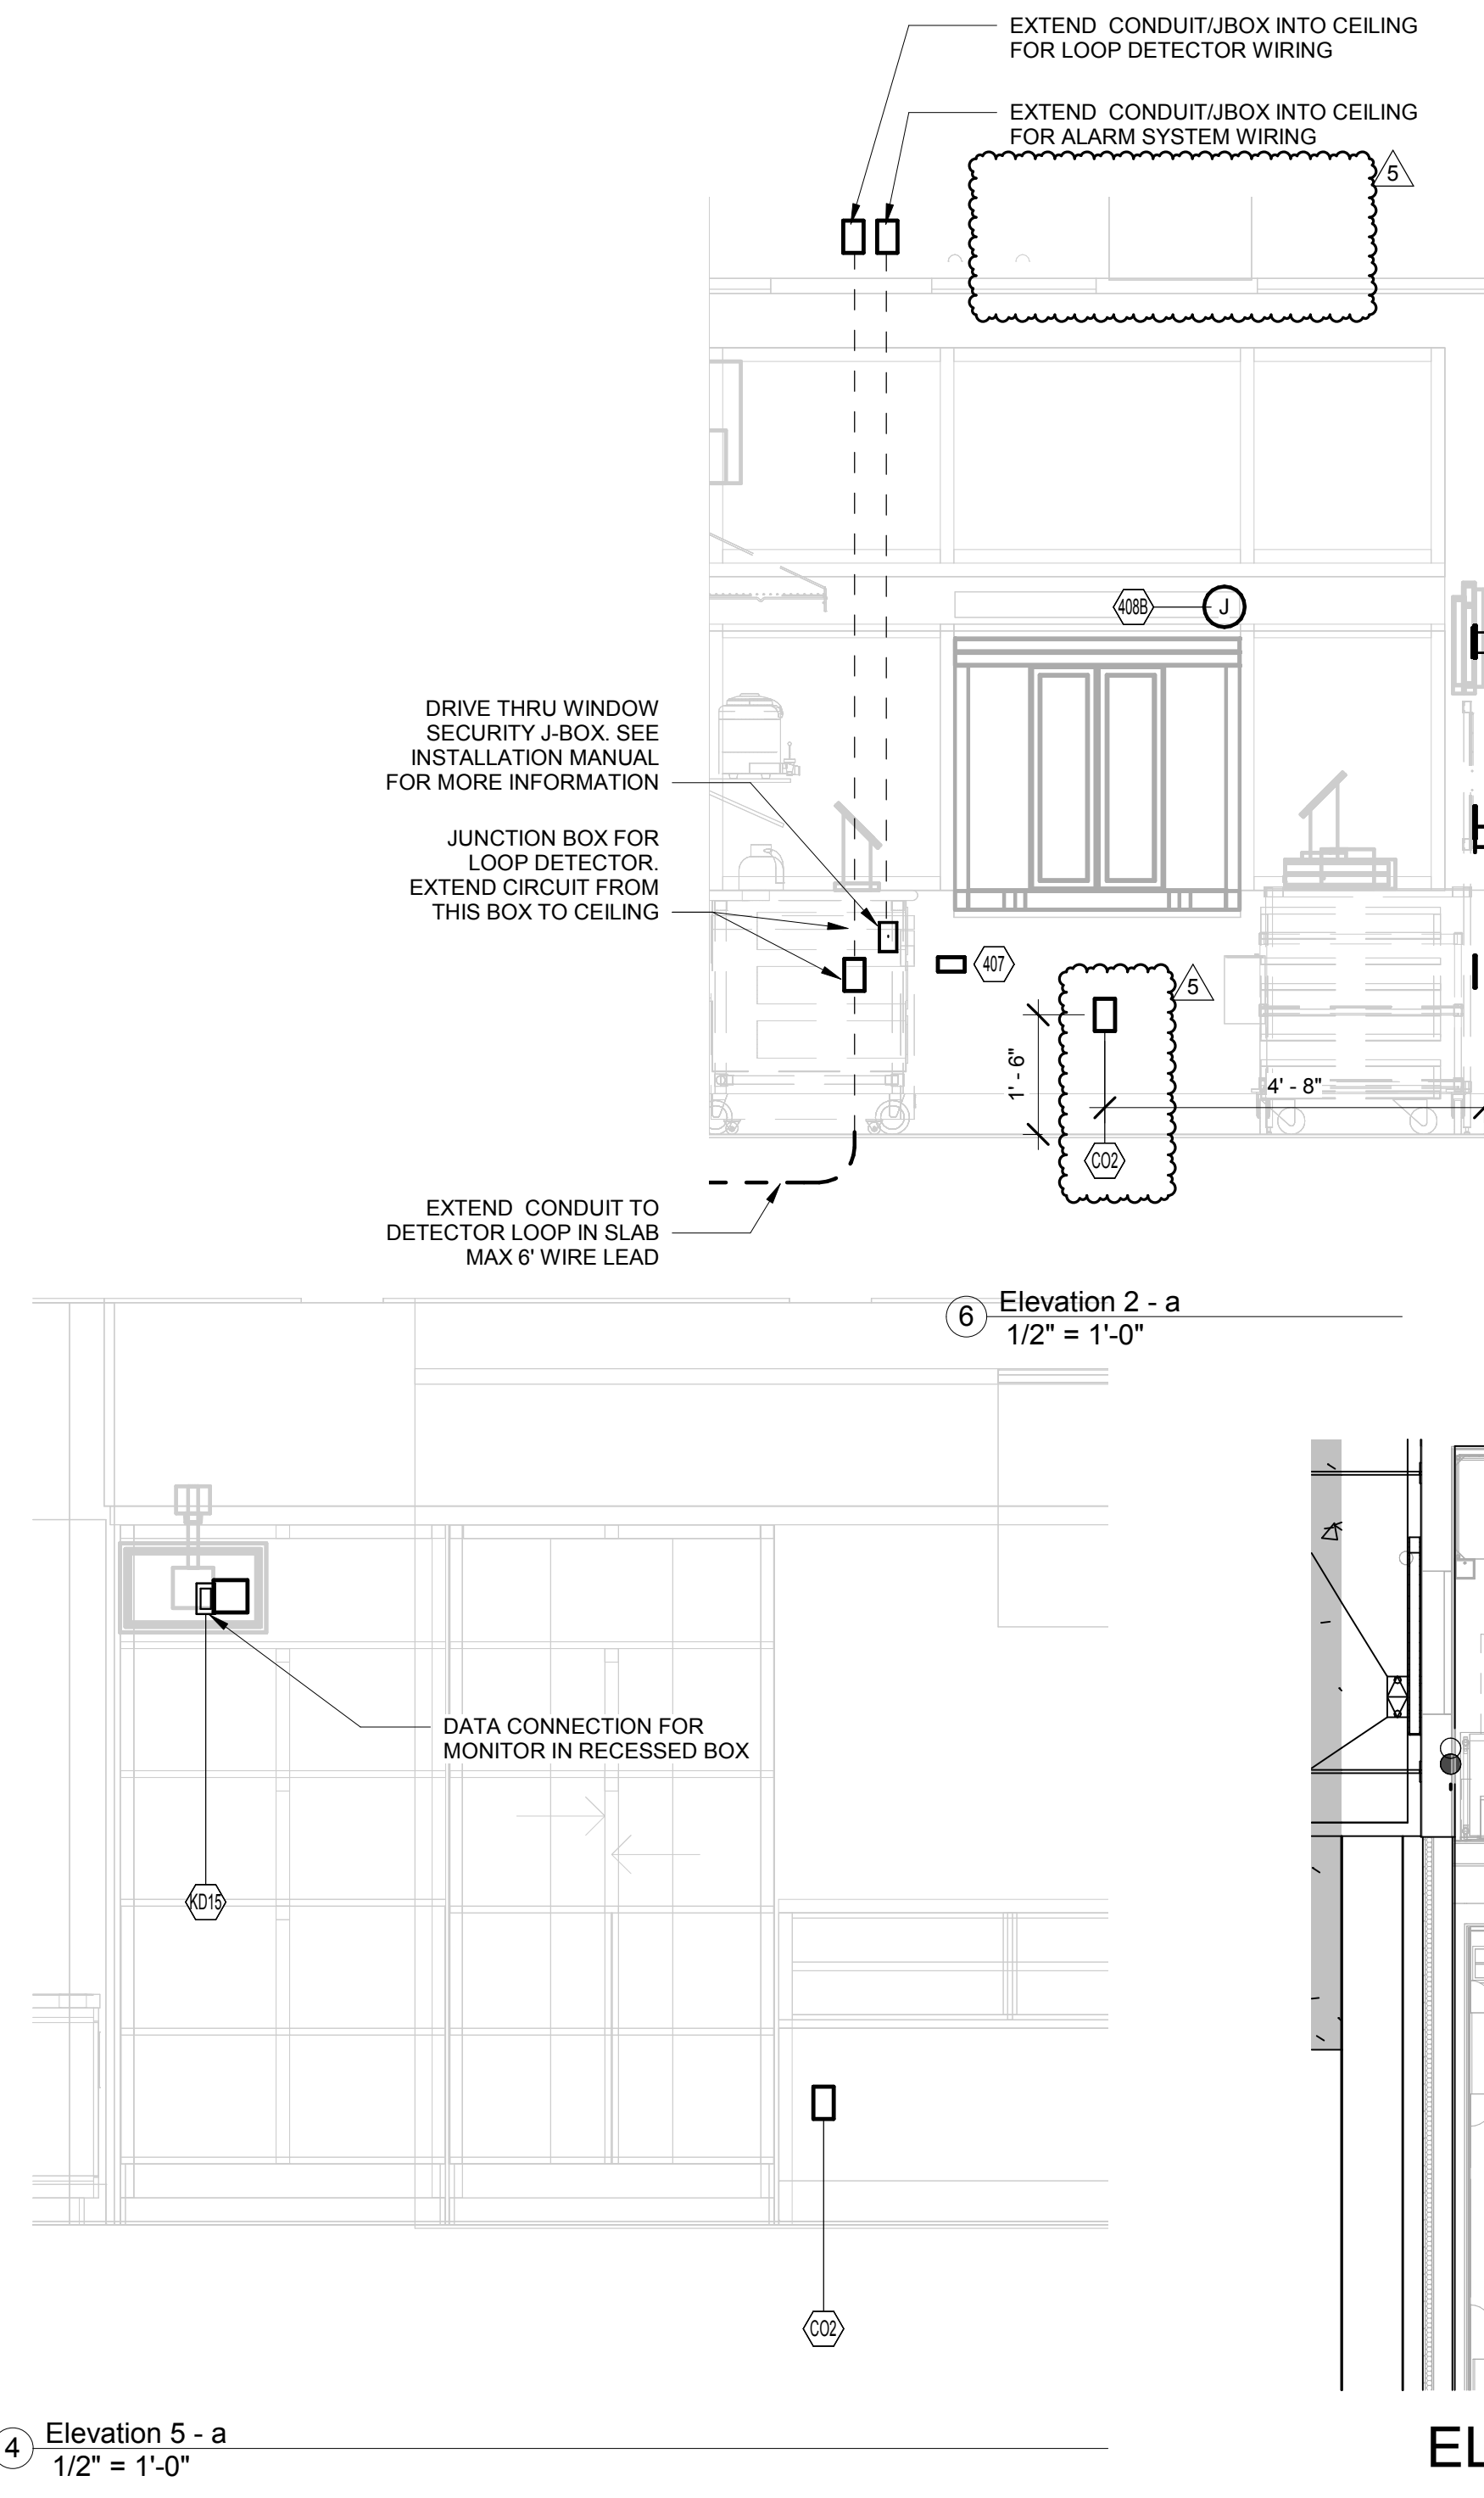 EXTEND CONDUIT/JBOX INTO CEILING
FOR LOOP DETECTOR WIRING
EXTEND CONDUIT/JBOX INTO CEILING
FOR ALARM SYSTEM WIRING
5
408B
J
DRIVE THRU WINDOW
SECURITY J-BOX. SEE
INSTALLATION MANUAL
FOR MORE INFORMATION
JUNCTION BOX FOR
LOOP DETECTOR.
EXTEND CIRCUIT FROM
THIS BOX TO CEILING
407
5
1' - 6"
4' - 8"
CO2
EXTEND CONDUIT TO
DETECTOR LOOP IN SLAB
MAX 6' WIRE LEAD
6
Elevation 2 - a
1/2" = 1'-0"
DATA CONNECTION FOR
MONITOR IN RECESSED BOX
KD15
CO2
4
Elevation 5 - a
1/2" = 1'-0"
EL